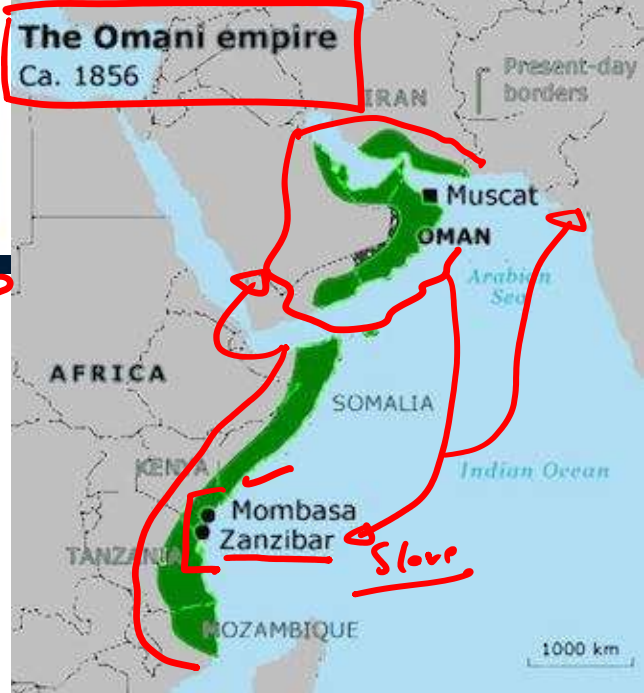 The Omani empire
Ca. 1856
Present-day
borders
IRAN
Muscat
OMAN
Arabian
Sea
AFRICA
SOMALIA
KENYA
Indian Ocean
Mombasa
Zanzibar
Slave
TANZANIA
MOZAMBIQUE
1000 km